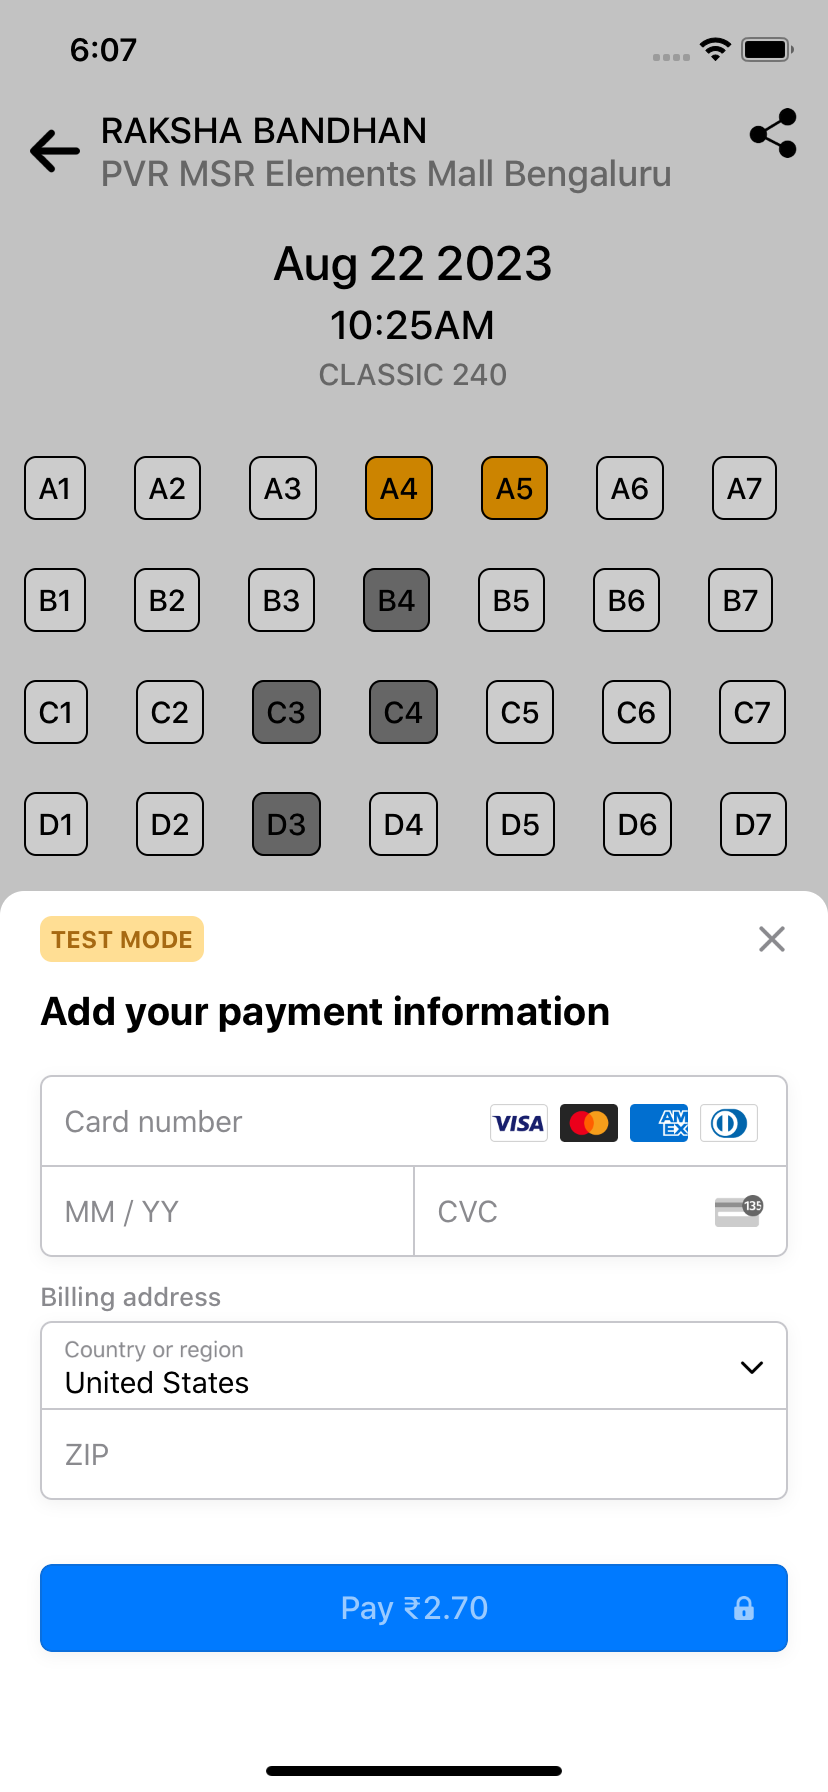 6:07
RAKSHA BANDHAN
PVR MSR Elements Mall Bengaluru
Aug 22 2023
10:25AM
CLASSIC 240
A1 A2 A3 A4 A5 A6 A7
B1 B2 B3 B4 B5 B6 B7
C1 C2 C3 C4 C5 C6 C7
D1 D2 D3 D4 D5 D6 D7
TEST MODE
Add your payment information
Card number VISA AM EX
MM / YY CVC 135
Billing address
Country or region
United States
ZIP
Pay ₹2.70